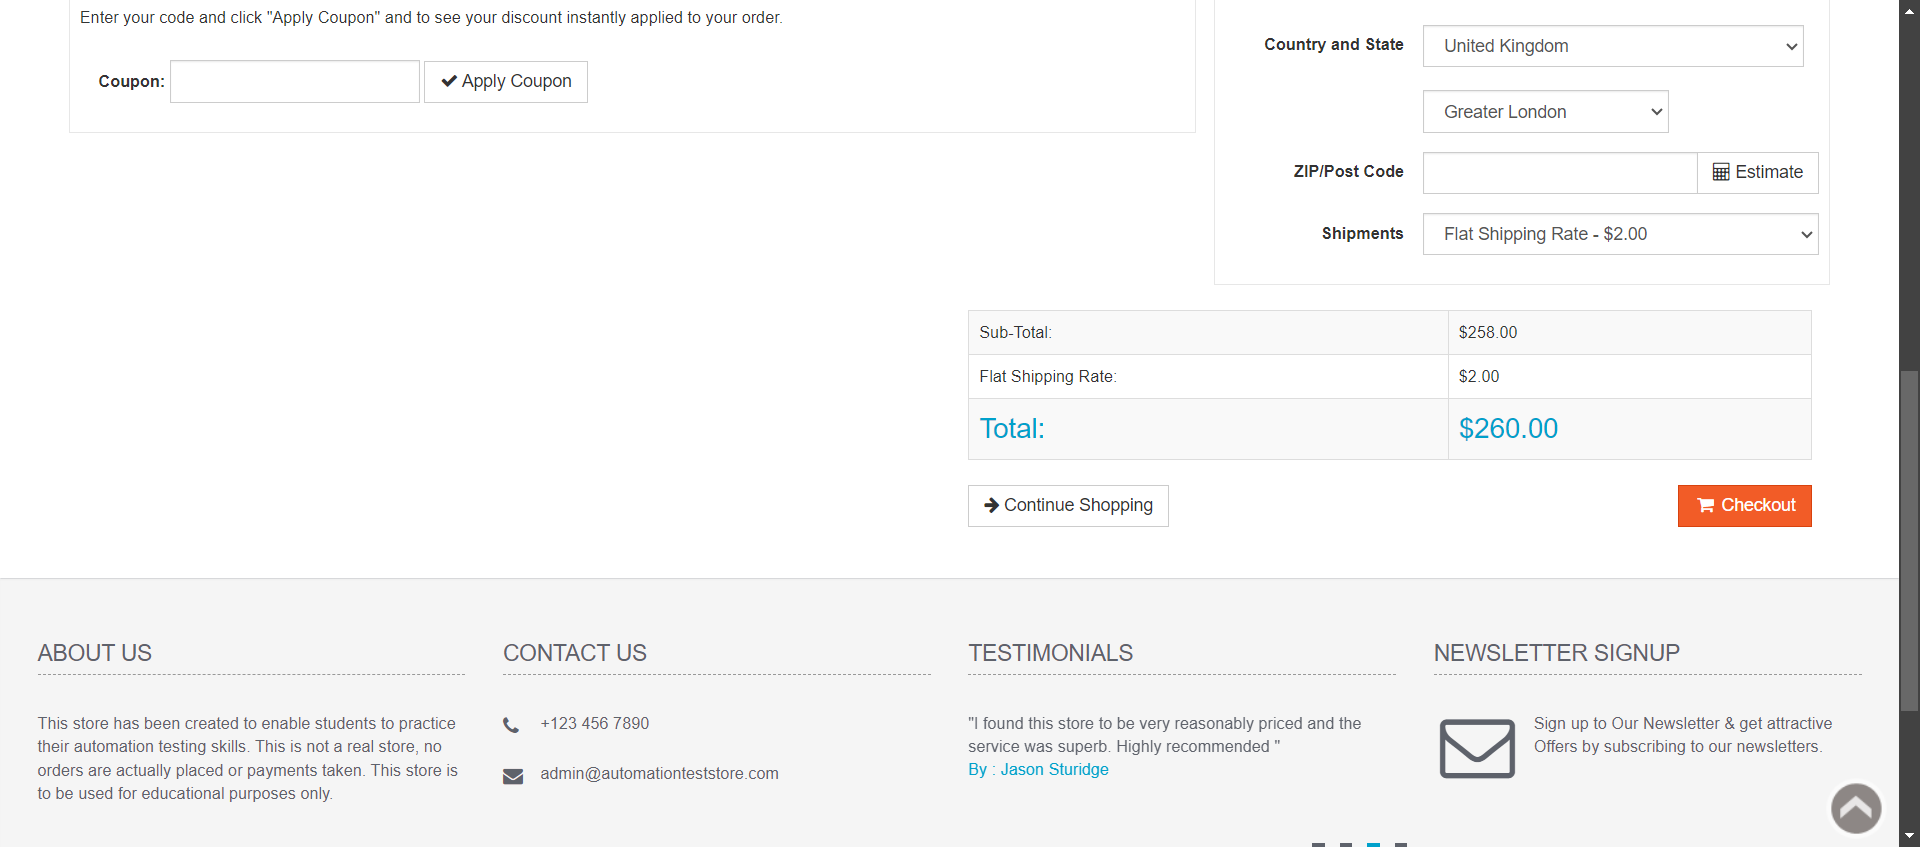 Enter your code and click "Apply Coupon" and to see your discount instantly applied to your order.
Coupon:
Apply Coupon
Country and State
United Kingdom
Greater London
ZIP/Post Code
Estimate
Shipments
Flat Shipping Rate - $2.00
Sub-Total: $258.00
Flat Shipping Rate: $2.00
Total: $260.00
Continue Shopping
Checkout
ABOUT US
This store has been created to enable students to practice
their automation testing skills. This is not a real store, no
orders are actually placed or payments taken. This store is
to be used for educational purposes only.
CONTACT US
+123 456 7890
admin@automationteststore.com
TESTIMONIALS
"I found this store to be very reasonably priced and the
service was superb. Highly recommended "
By : Jason Sturidge
NEWSLETTER SIGNUP
Sign up to Our Newsletter & get attractive
Offers by subscribing to our newsletters.